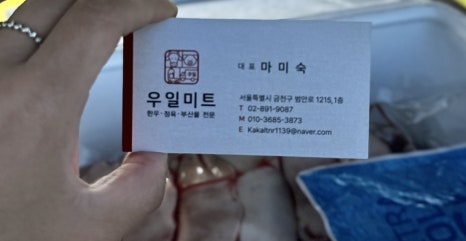 우일미트
한우·정육·부산물 전문
대표 마미숙
서울특별시 금천구 범안로 1215, 1층
T 02-891-9087
M 010-3685-3873
E Kakaltnr1139@naver.com
TRA